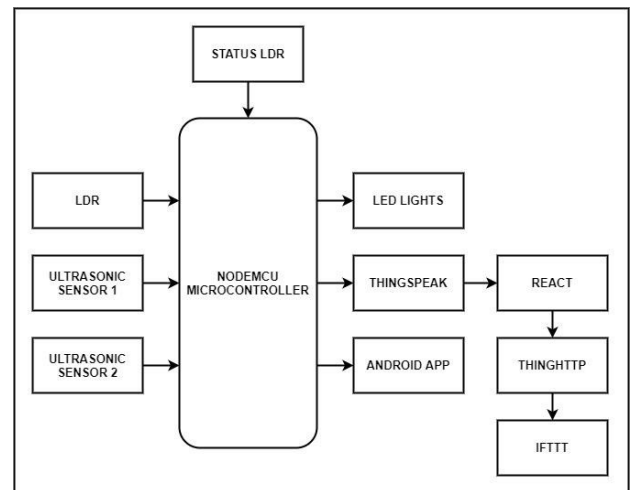 STATUS LDR
LDR
LED LIGHTS
ULTRASONIC
SENSOR 1
NODEMCU
MICROCONTROLLER
THINGSPEAK
REACT
ULTRASONIC
SENSOR 2
ANDROID APP
THINGHTTP
IFTTT